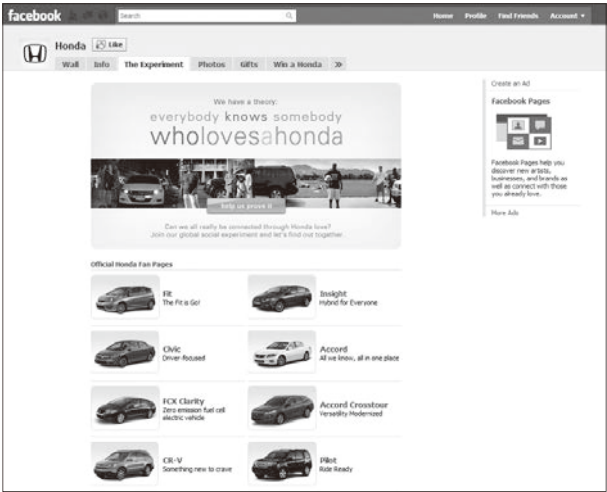 facebook
Search
Home Profile Find Friends Account
Honda Like
Wall Info The Experiment Photos Gifts Win a Honda »
We have a theory:
everybody knows somebody
wholovesahonda
help us prove it
Can we all really be connected through Honda love?
Join our global social experiment and let's find out together.
Create an Ad
Facebook Pages
Facebook Pages help you
discover new artists,
businesses, and brands as
well as connect with those
you already love.
More Ads
Official Honda Fan Pages
Fit
The Fit is Go!
Insight
Hybrid for Everyone
Civic
Driver-focused
Accord
All we know, all in one place
FCX Clarity
Zero emission fuel cell
electric vehicle
Accord Crosstour
Versatility Modernized
CR-V
Something new to crave
Pilot
Ride Ready